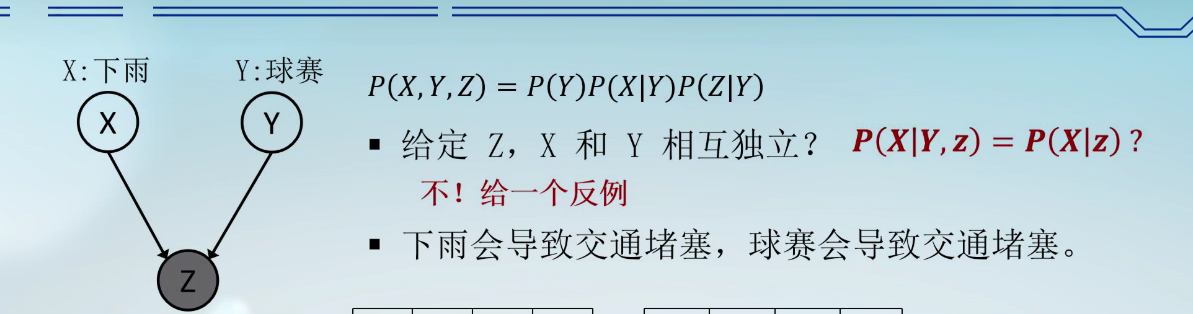 X:下雨
Y:球赛
X
Y
Z
P(X,Y,Z) = P(Y)P(X|Y)P(Z|Y)
▪ 给定 Z，X 和 Y 相互独立？ P(X|Y,z) = P(X|z)？
不！给一个反例
▪ 下雨会导致交通堵塞，球赛会导致交通堵塞。